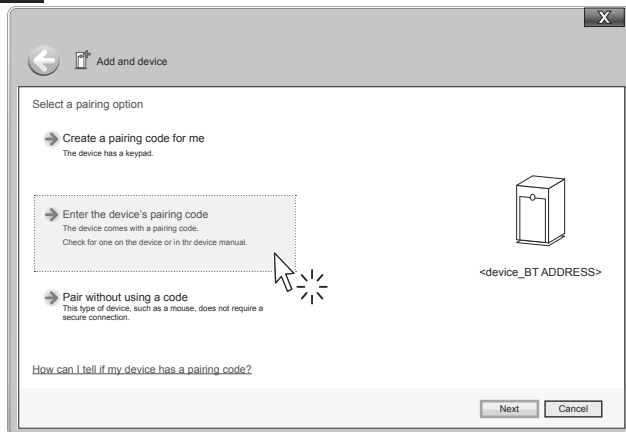 X
Add and device
Select a pairing option
Create a pairing code for me
The device has a keypad.
Enter the device's pairing code
The device comes with a pairing code.
Check for one on the device or in thr device manual.
<device_BT ADDRESS>
Pair without using a code
This type of device, such as a mouse, does not require a
secure connection.
How can I tell if my device has a pairing code?
Next
Cancel